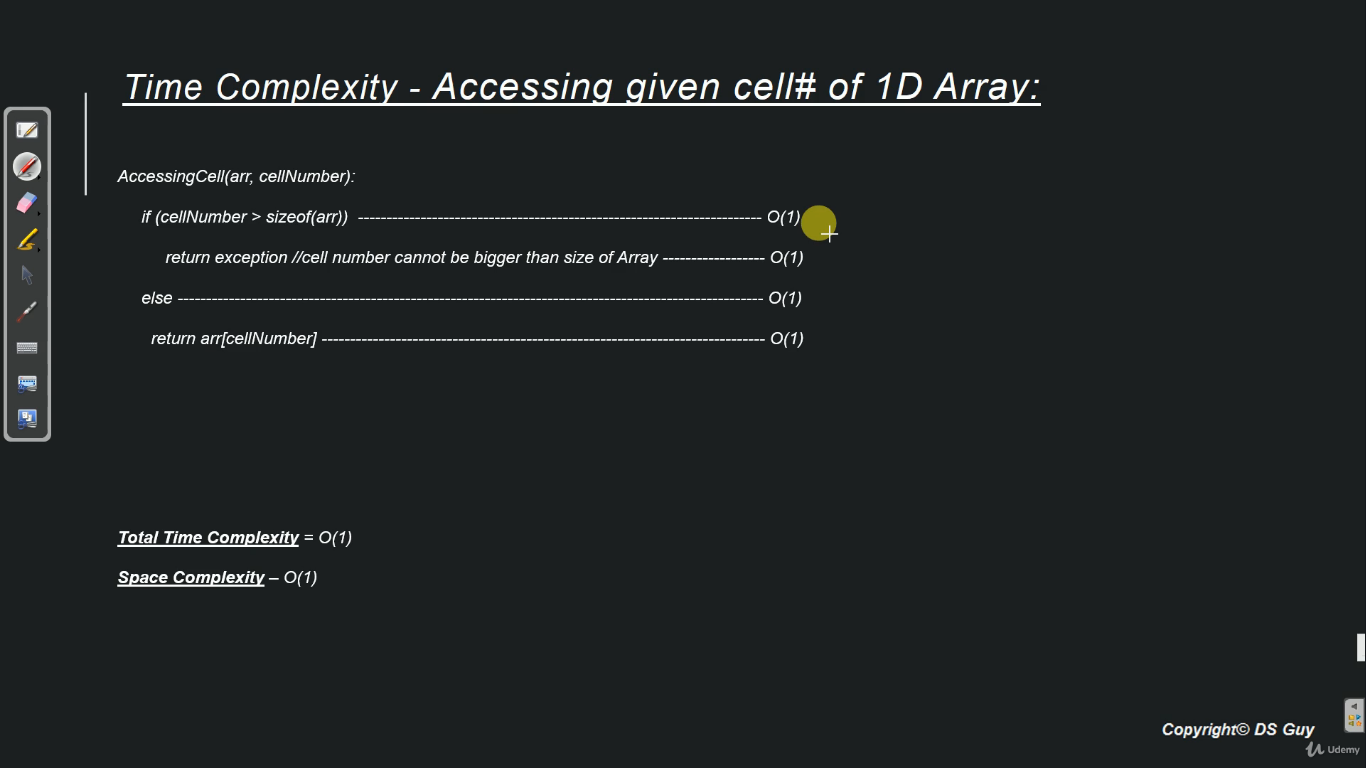 Time Complexity - Accessing given cell# of 1D Array:
AccessingCell(arr, cellNumber):
if (cellNumber > sizeof(arr)) ----------------------------------------------------------------------- O(1)
return exception //cell number cannot be bigger than size of Array ------------------ O(1)
else ------------------------------------------------------------------------------------------------------- O(1)
return arr[cellNumber] ------------------------------------------------------------------------------ O(1)
Total Time Complexity = O(1)
Space Complexity – O(1)
Copyright© DS Guy
Udemy